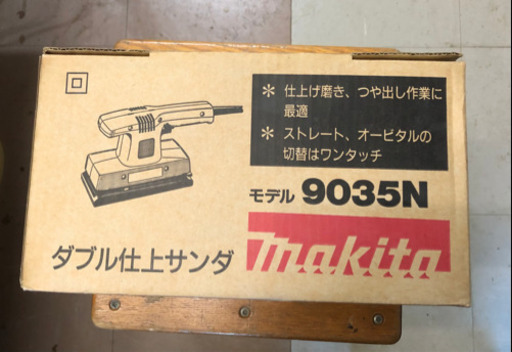 ＊ 仕上げ磨き、つや出し作業に
最適
＊ ストレート、オービタルの
切替はワンタッチ
モデル 9035N
ダブル仕上サンダ
makita